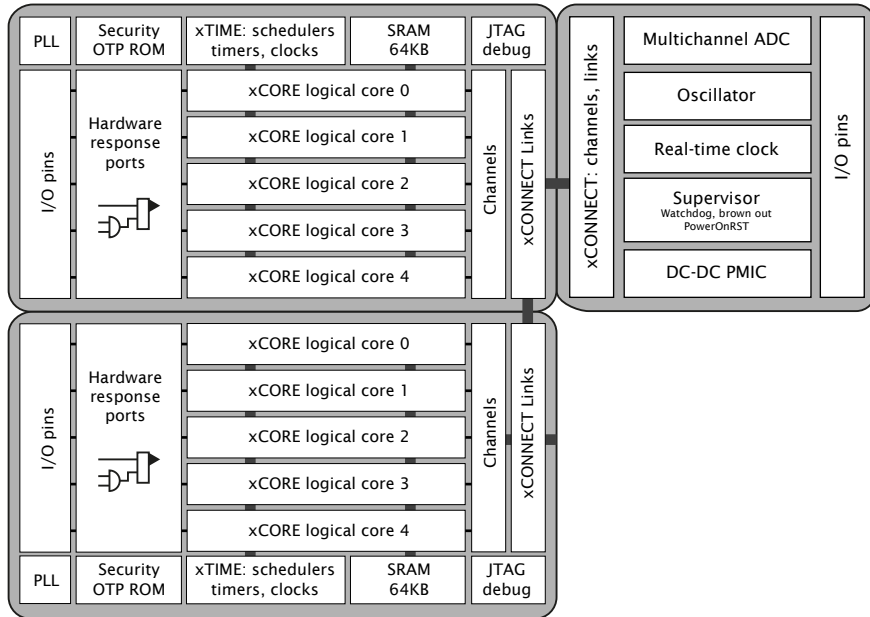 PLL
Security
OTP ROM
xTIME: schedulers
timers, clocks
SRAM
64KB
JTAG
debug
I/O pins
Hardware
response
ports
xCORE logical core 0
xCORE logical core 1
xCORE logical core 2
xCORE logical core 3
xCORE logical core 4
Channels
xCONNECT Links
xCONNECT: channels, links
Multichannel ADC
Oscillator
Real-time clock
Supervisor
Watchdog, brown out
PowerOnRST
DC-DC PMIC
I/O pins
I/O pins
Hardware
response
ports
xCORE logical core 0
xCORE logical core 1
xCORE logical core 2
xCORE logical core 3
xCORE logical core 4
Channels
xCONNECT Links
PLL
Security
OTP ROM
xTIME: schedulers
timers, clocks
SRAM
64KB
JTAG
debug